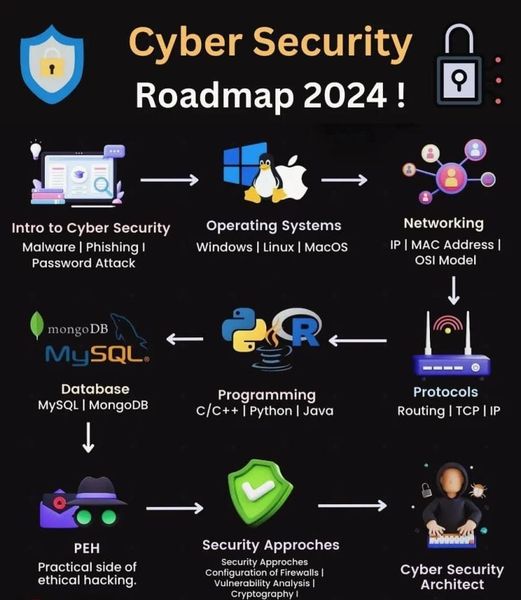 Cyber Security
Roadmap 2024 !
Intro to Cyber Security
Malware | Phishing I
Password Attack
Operating Systems
Windows | Linux | MacOS
Networking
IP | MAC Address |
OSI Model
mongoDB
MySQL®
Database
MySQL | MongoDB
R
Programming
C/C++ | Python | Java
Protocols
Routing | TCP | IP
PEH
Practical side of
ethical hacking.
Security Approches
Security Approches
Configuration of Firewalls |
Vulnerability Analysis |
Cryptography I
Cyber Security
Architect